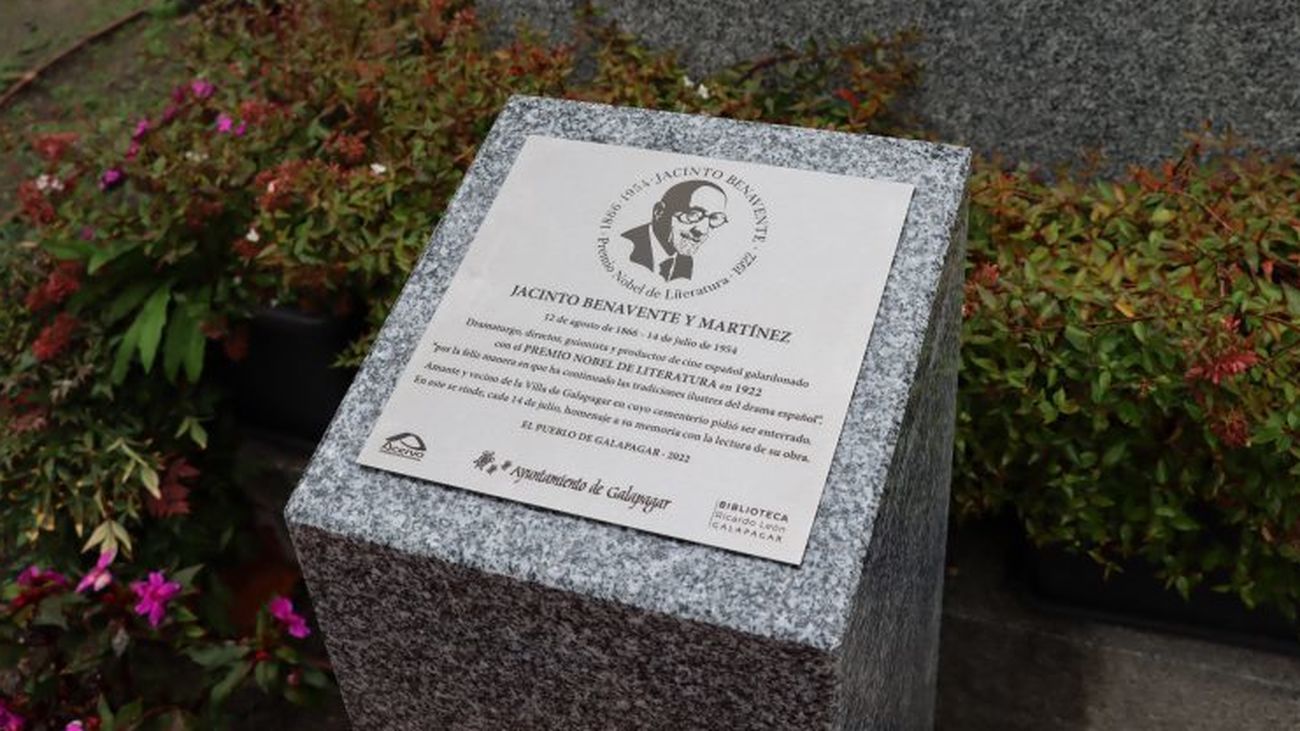 1866 · 1954 · JACINTO BENAVENTE ·
Premio Nobel de Literatura · 1922
JACINTO BENAVENTE Y MARTÍNEZ
12 de agosto de 1866 - 14 de julio de 1954
Dramaturgo, director, guionista y productor de cine español galardonado
con el PREMIO NOBEL DE LITERATURA en 1922
"por la feliz manera en que ha continuado las tradiciones ilustres del drama español".
Amante y vecino de la Villa de Galapagar en cuyo cementerio pidió ser enterrado.
En este se rinde, cada 14 de julio, homenaje a su memoria con la lectura de su obra.
EL PUEBLO DE GALAPAGAR - 2022
acervo
Ayuntamiento de Galapagar
BIBLIOTECA
Ricardo León
GALAPAGAR